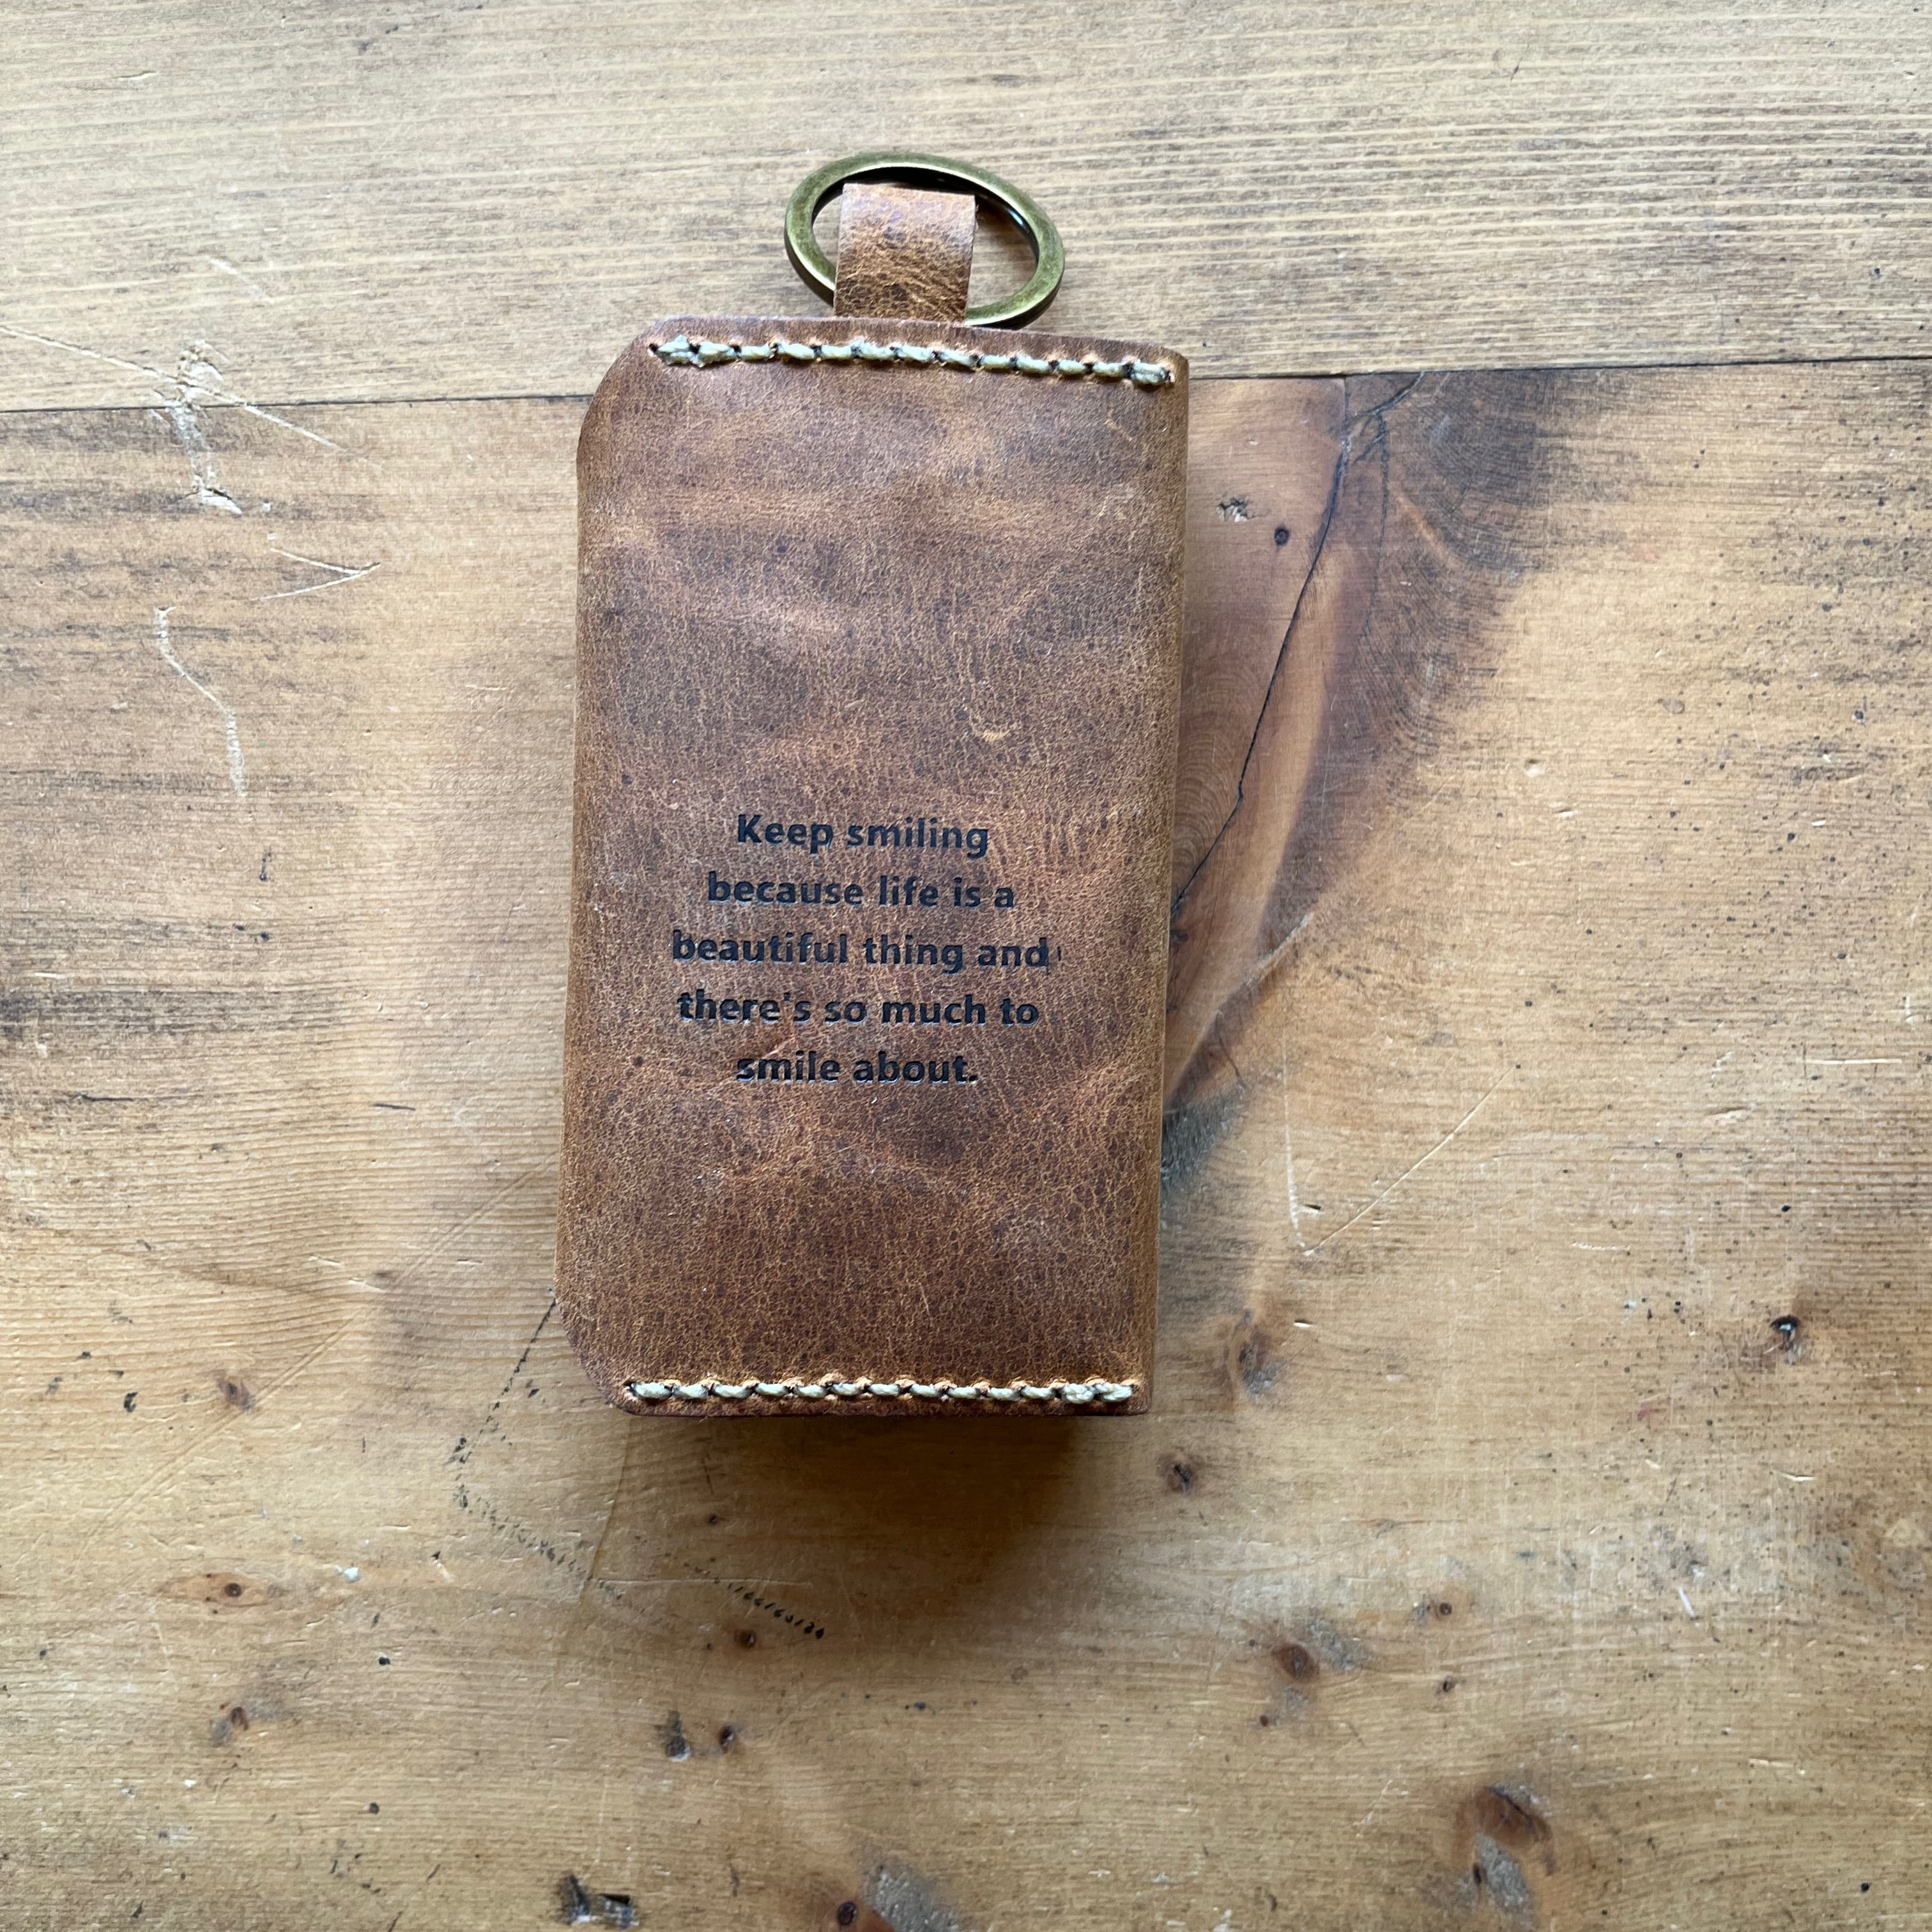 Keep smiling
because life is a
beautiful thing and
there's so much to
smile about.